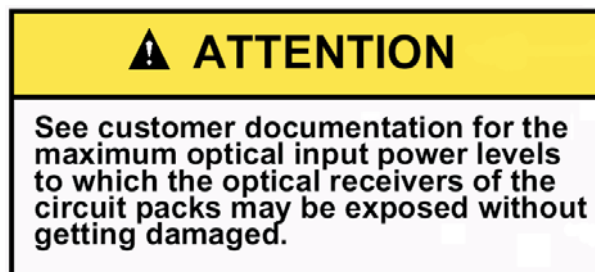 ATTENTION
See customer documentation for the
maximum optical input power levels
to which the optical receivers of the
circuit packs may be exposed without
getting damaged.